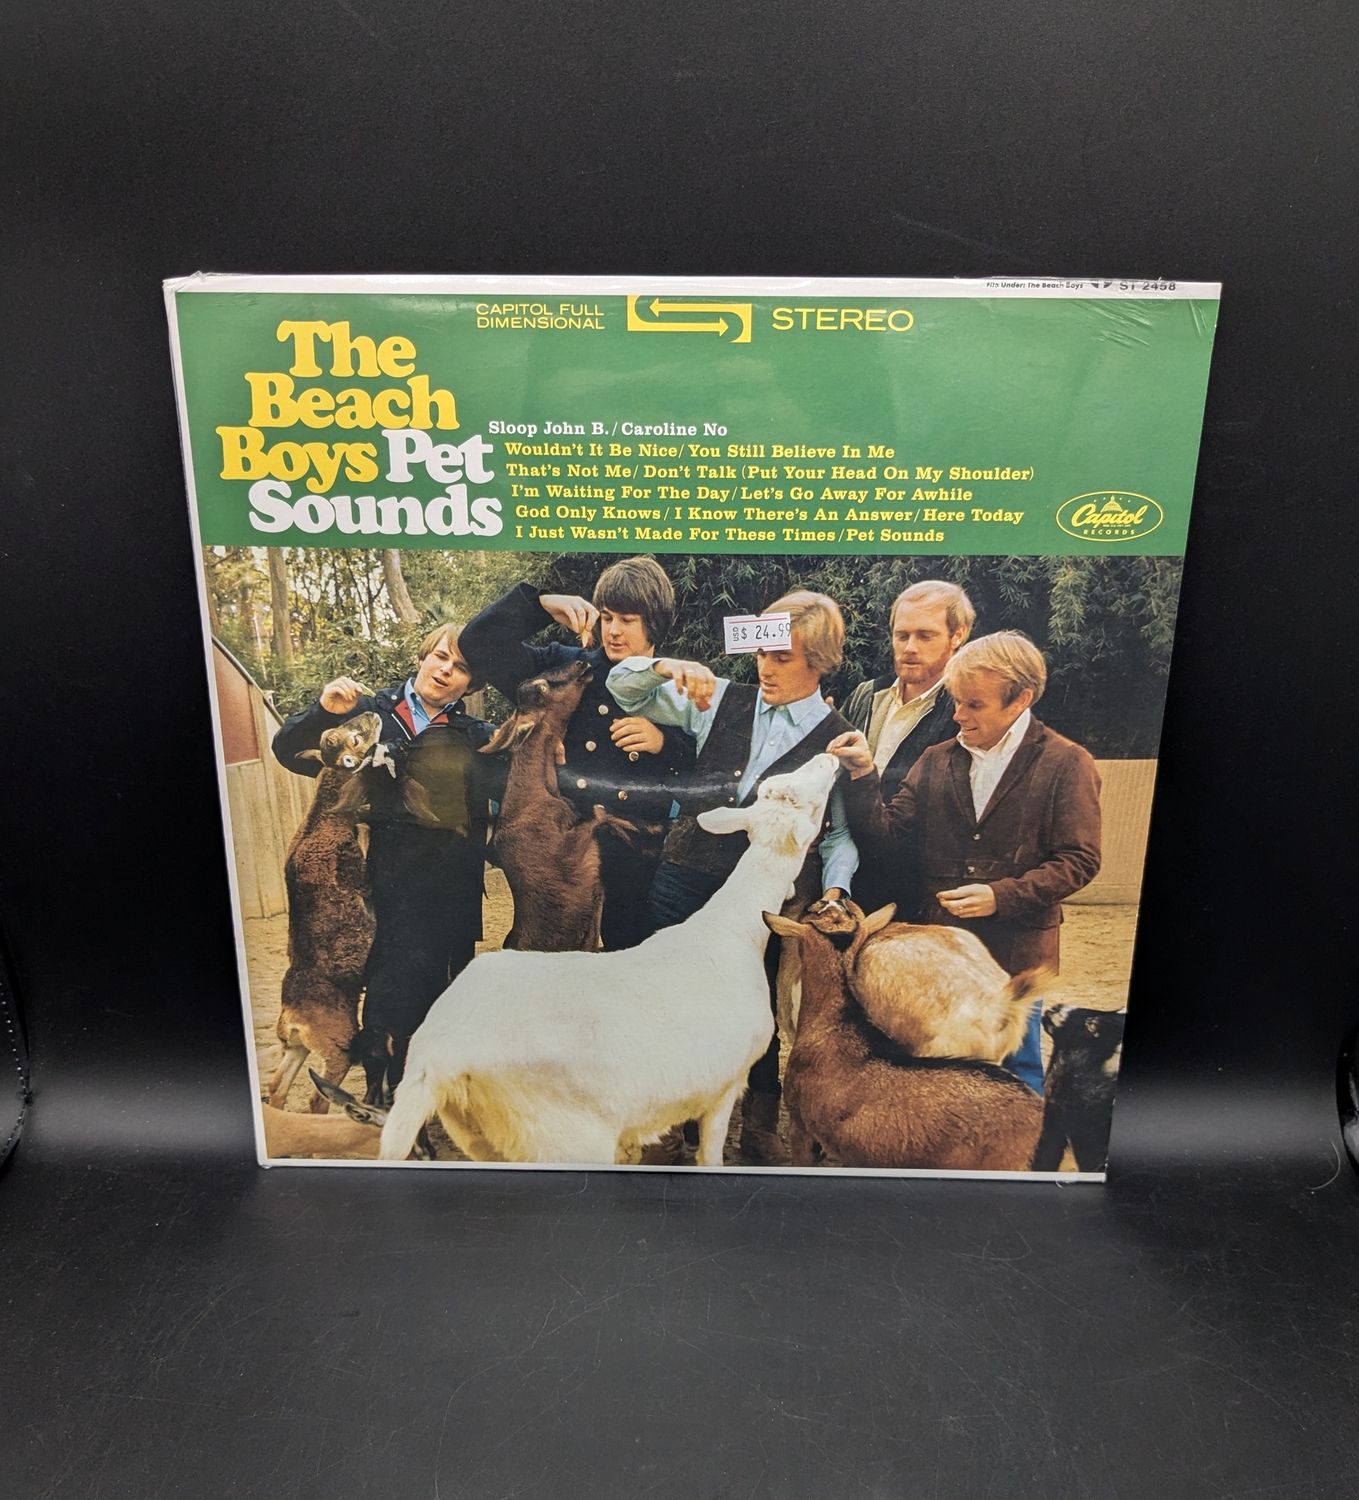 File Under: The Beach Boys ST 2458
CAPITOL FULL
DIMENSIONAL
STEREO
The
Beach
Boys Pet
Sounds
Sloop John B./Caroline No
Wouldn't It Be Nice/You Still Believe In Me
That's Not Me/Don't Talk (Put Your Head On My Shoulder)
I'm Waiting For The Day/Let's Go Away For Awhile
God Only Knows/I Know There's An Answer/Here Today
I Just Wasn't Made For These Times/Pet Sounds
Capitol
RECORDS
USD $ 24.99